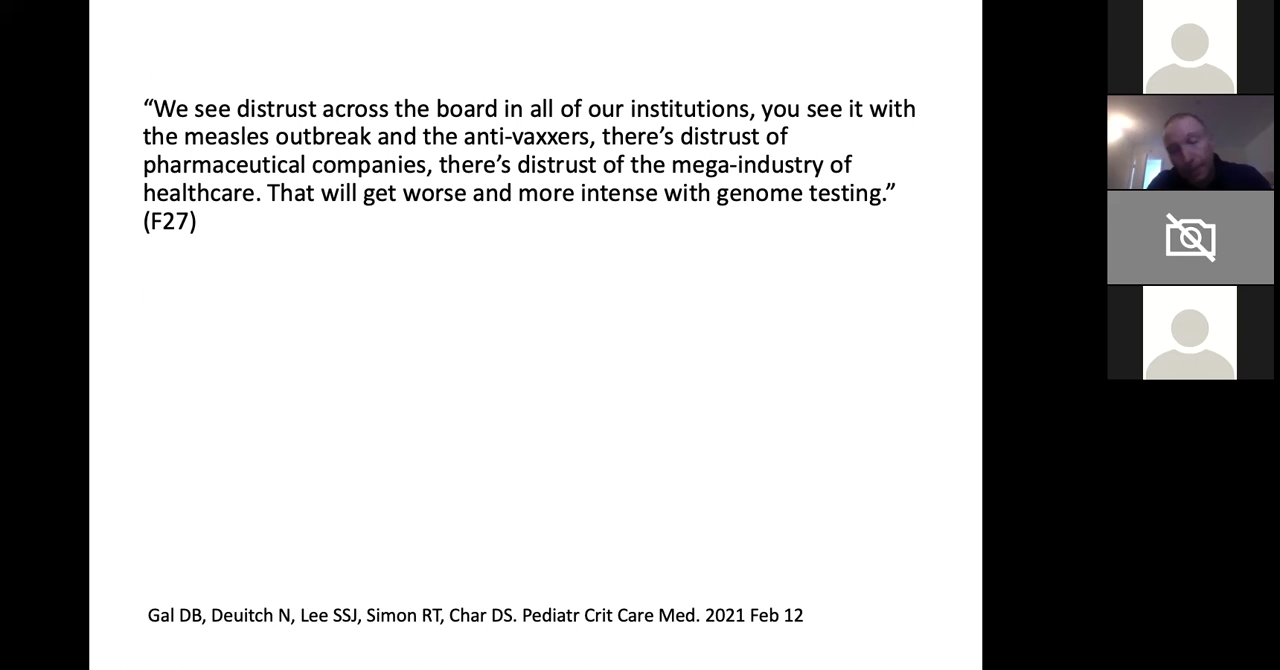 “We see distrust across the board in all of our institutions, you see it with
the measles outbreak and the anti-vaxxers, there’s distrust of
pharmaceutical companies, there’s distrust of the mega-industry of
healthcare. That will get worse and more intense with genome testing.”
(F27)
Gal DB, Deuitch N, Lee SSJ, Simon RT, Char DS. Pediatr Crit Care Med. 2021 Feb 12